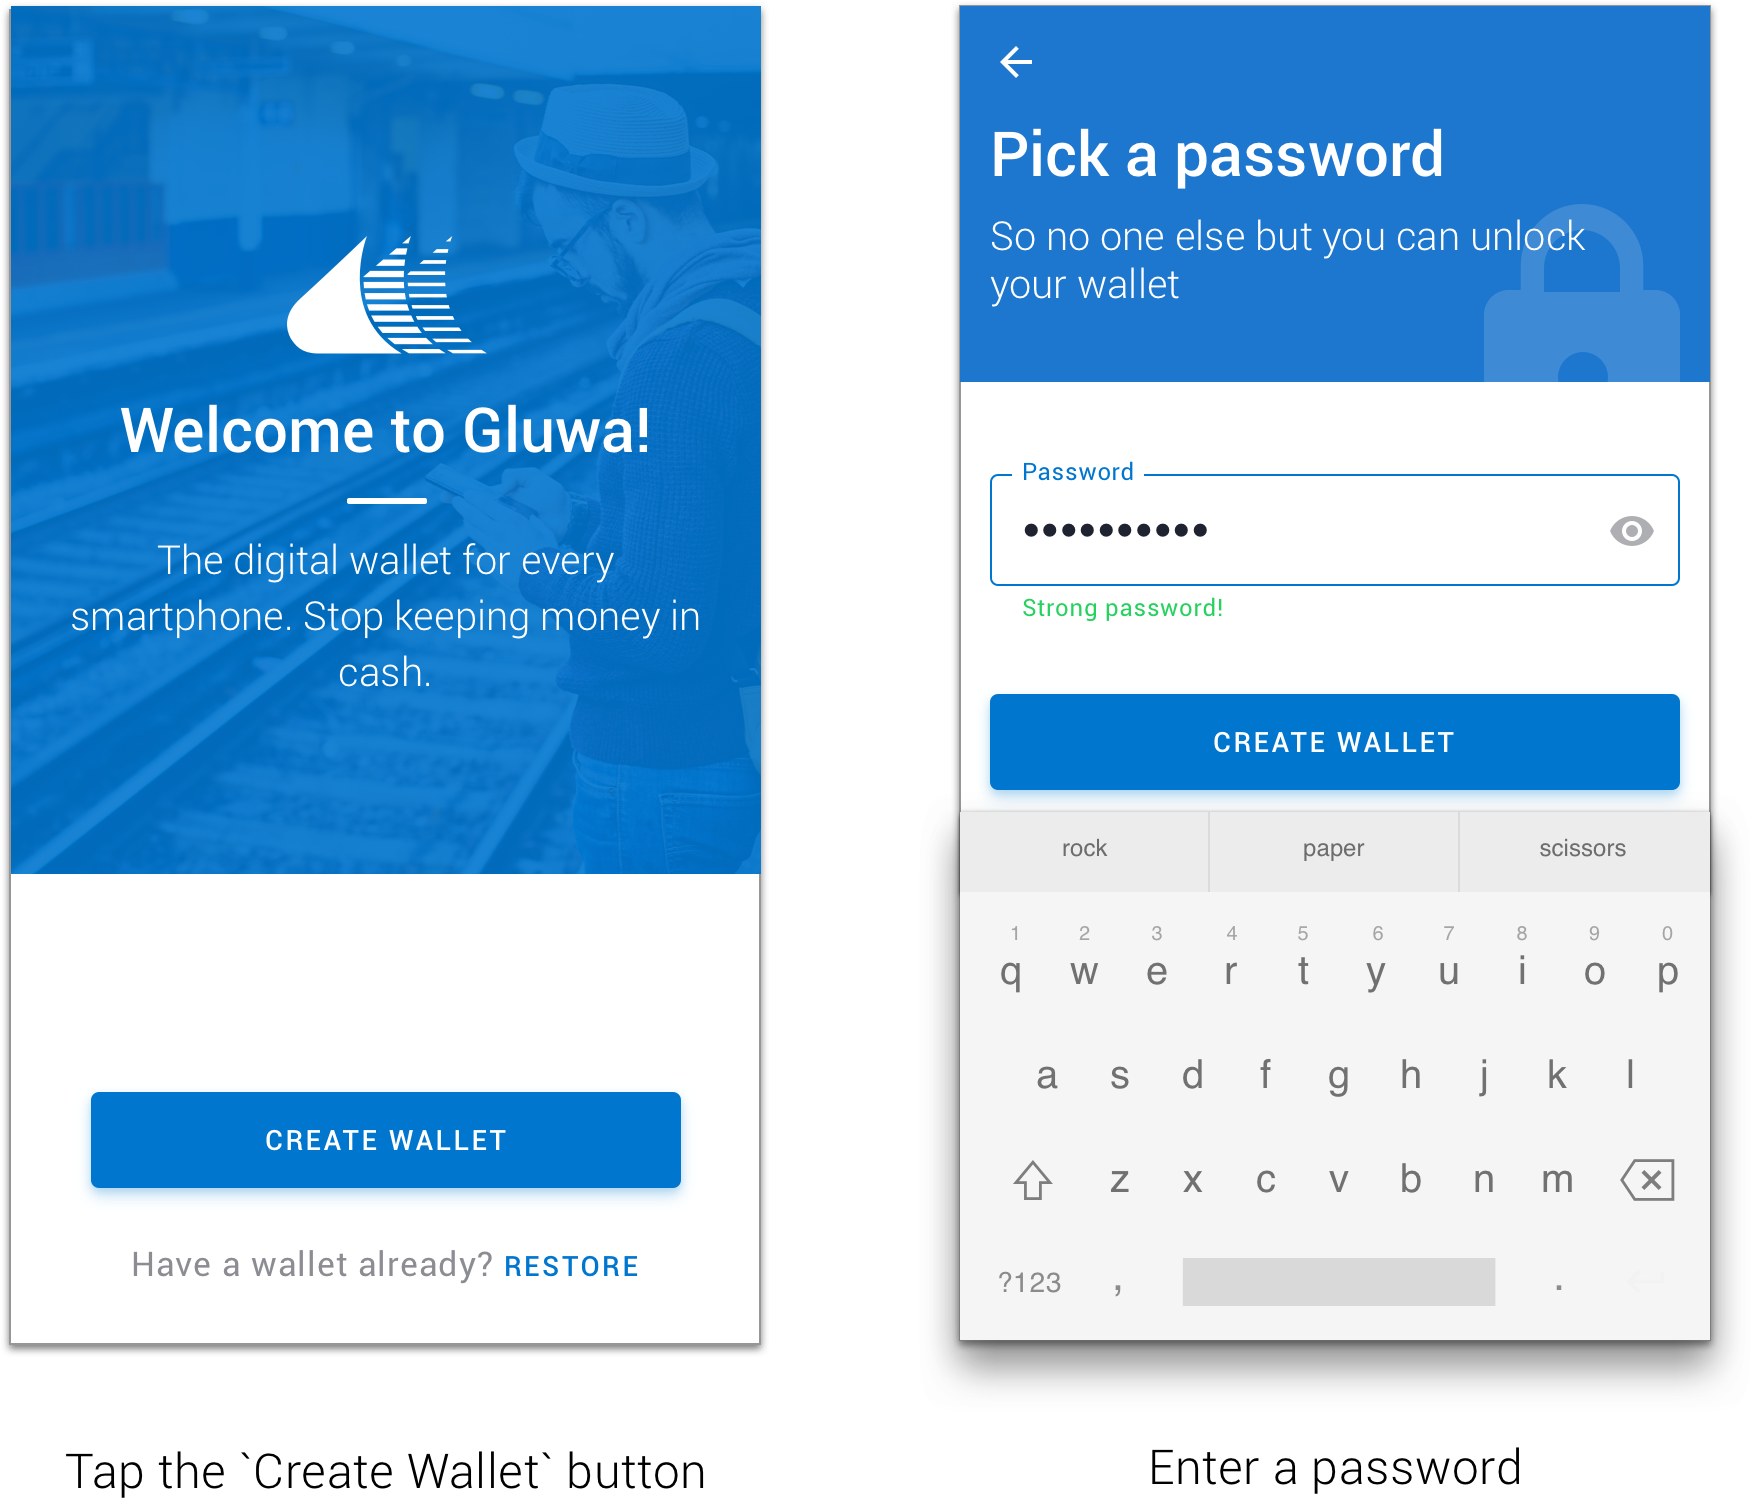 Welcome to Gluwa!
The digital wallet for every
smartphone. Stop keeping money in
cash.
CREATE WALLET
Have a wallet already? RESTORE
Tap the `Create Wallet` button
Pick a password
So no one else but you can unlock
your wallet
Password
••••••••••
Strong password!
CREATE WALLET
rock paper scissors
1 2 3 4 5 6 7 8 9 0
q w e r t y u i o p
a s d f g h j k l
z x c v b n m
?123 , .
Enter a password